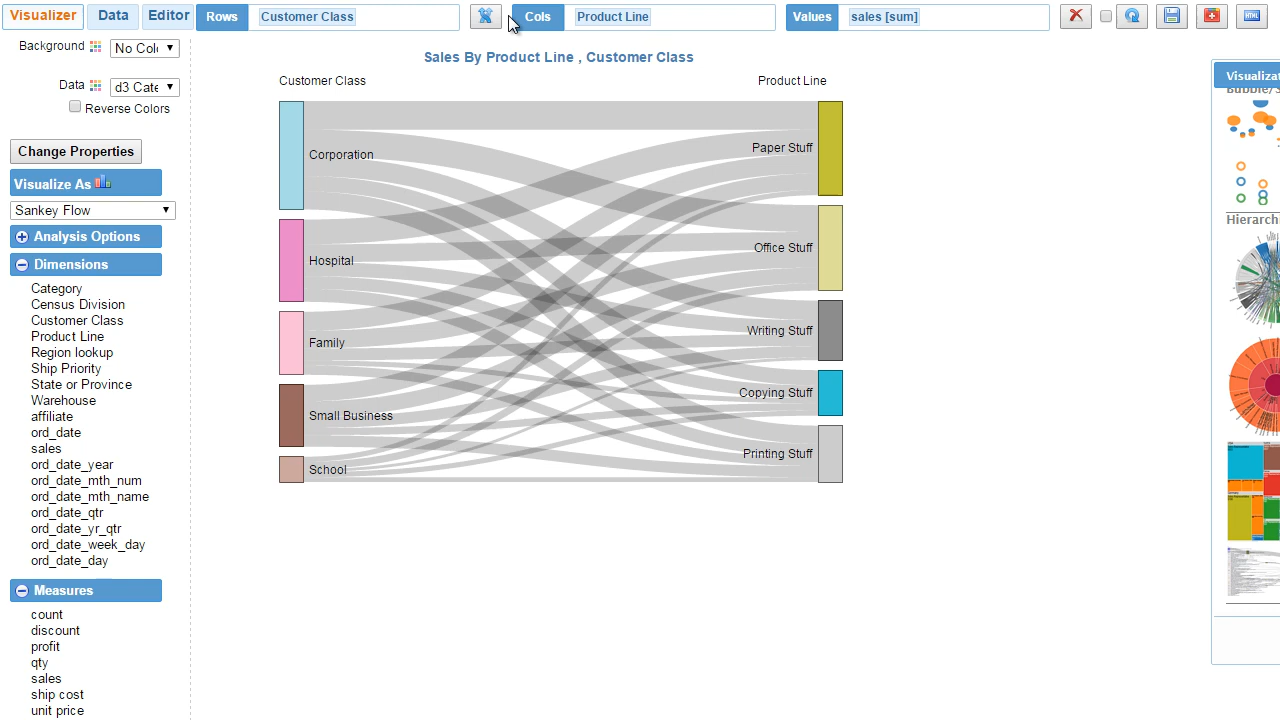 Visualizer Data Editor Rows Customer Class Cols Product Line Values sales [sum] HTML
Background No Colo
Data d3 Cate
Reverse Colors
Change Properties
Visualize As
Sankey Flow
Analysis Options
Dimensions
Category
Census Division
Customer Class
Product Line
Region lookup
Ship Priority
State or Province
Warehouse
affiliate
ord_date
sales
ord_date_year
ord_date_mth_num
ord_date_mth_name
ord_date_qtr
ord_date_yr_qtr
ord_date_week_day
ord_date_day
Measures
count
discount
profit
qty
sales
ship cost
unit price
Sales By Product Line , Customer Class
Customer Class Product Line
Corporation
Hospital
Family
Small Business
School
Paper Stuff
Office Stuff
Writing Stuff
Copying Stuff
Printing Stuff
Visualizat
Bubble/S
Hierarch